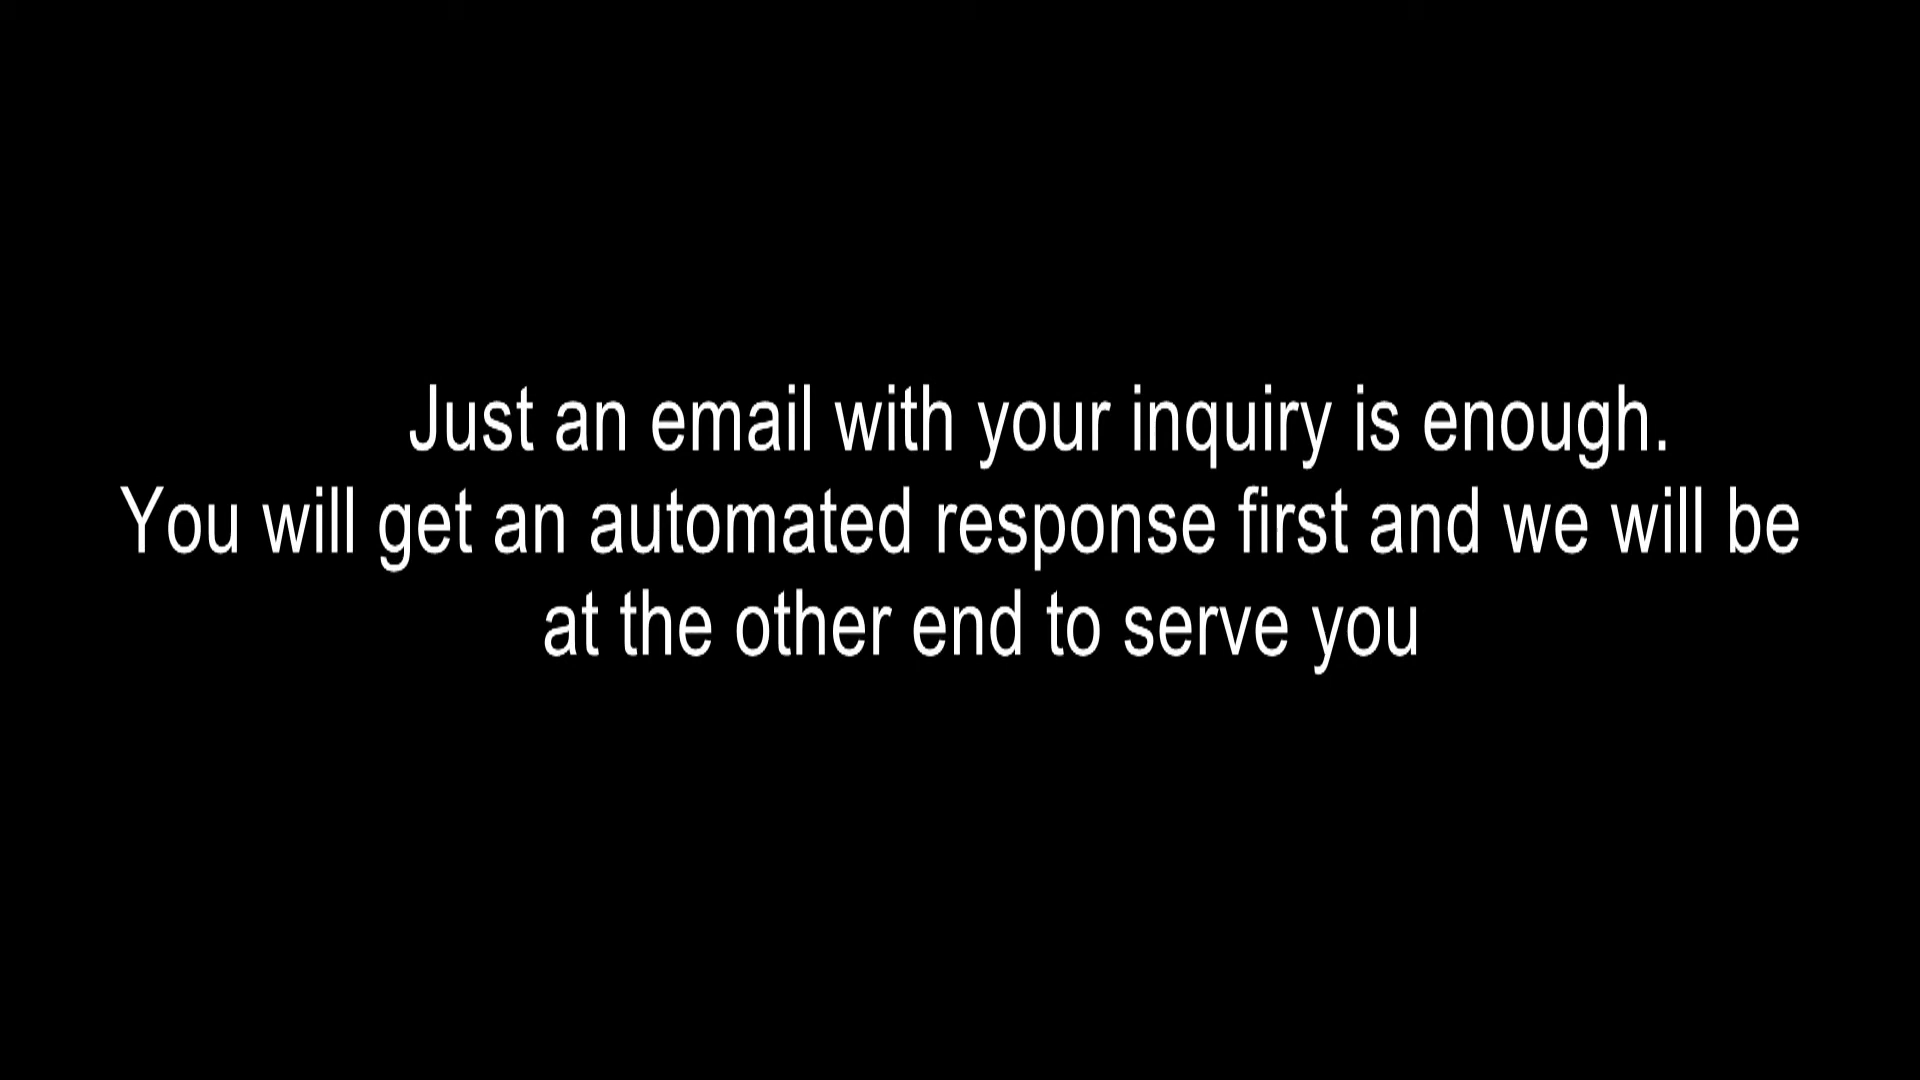 Just an email with your inquiry is enough.
You will get an automated response first and we will be
at the other end to serve you